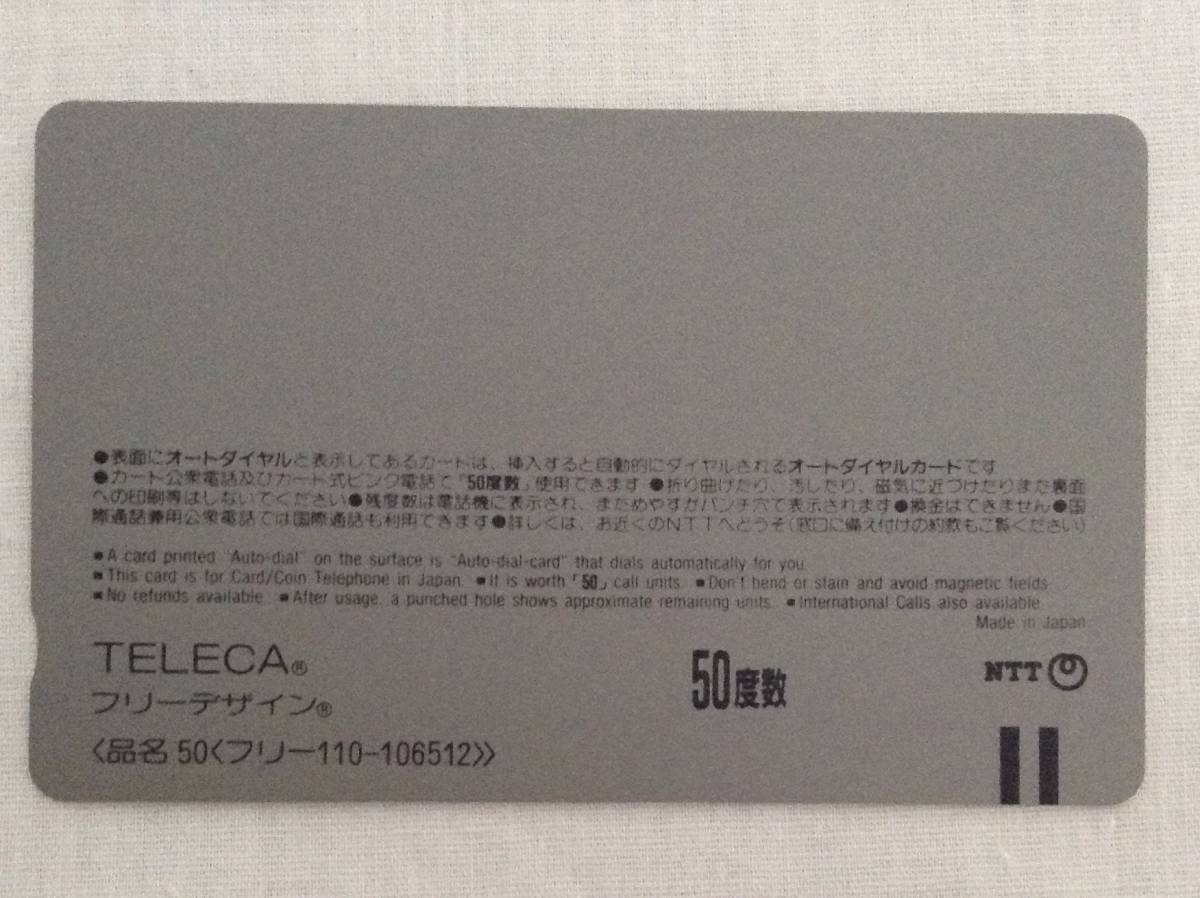 ●表面にオートダイヤルと表示してあるカードは、挿入すると自動的にダイヤルされるオートダイヤルカードです
●カード公衆電話及びカード式ピンク電話で「50度数」使用できます ●折り曲げたり、汚したり、磁気に近づけたりまた裏面
への印刷等はしないでください●残度数は電話機に表示され、まためやすがパンチ穴で表示されます●換金はできません●国
際通話兼用公衆電話では国際通話も利用できます●詳しくは、お近くのNTTへどうぞ(窓口に備え付けの約款もご覧ください)
■A card printed "Auto-dial" on the surface is "Auto-dial-card" that dials automatically for you.
■This card is for Card/Coin Telephone in Japan. ■It is worth「50」call units. ■Don't bend or stain and avoid magnetic fields.
■No refunds available. ■After usage, a punched hole shows approximate remaining units. ■International Calls also available.
Made in Japan
TELECA®
フリーデザイン®
50度数
NTT
〈品名 50〈フリー110-106512〉〉